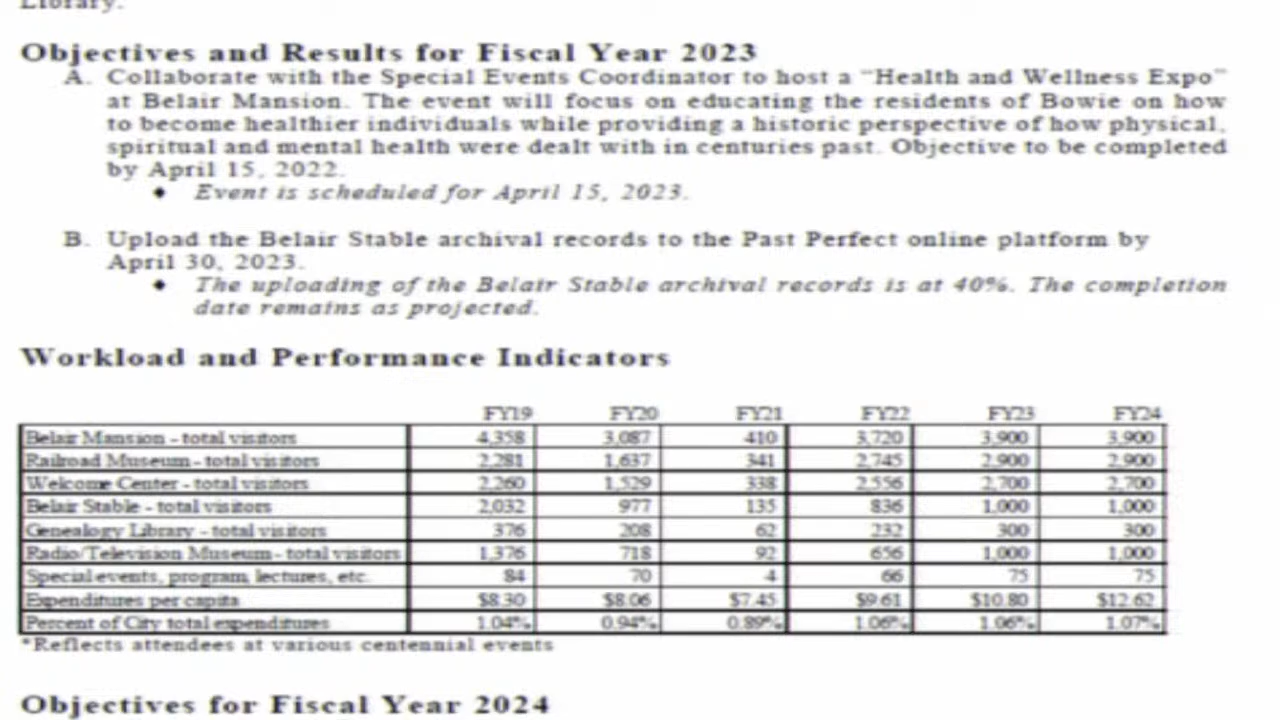 Library.
Objectives and Results for Fiscal Year 2023
A. Collaborate with the Special Events Coordinator to host a "Health and Wellness Expo"
at Belair Mansion. The event will focus on educating the residents of Bowie on how
to become healthier individuals while providing a historic perspective of how physical,
spiritual and mental health were dealt with in centuries past. Objective to be completed
by April 15, 2022.
◆ Event is scheduled for April 15, 2023.
B. Upload the Belair Stable archival records to the Past Perfect online platform by
April 30, 2023.
◆ The uploading of the Belair Stable archival records is at 40%. The completion
date remains as projected.
Workload and Performance Indicators
FY19 FY20 FY21 FY22 FY23 FY24
Belair Mansion - total visitors 4,358 3,087 410 3,720 3,900 3,900
Railroad Museum - total visitors 2,281 1,637 341 2,745 2,900 2,900
Welcome Center - total visitors 2,260 1,529 338 2,556 2,700 2,700
Belair Stable - total visitors 2,032 977 135 836 1,000 1,000
Genealogy Library - total visitors 376 208 62 232 300 300
Radio/Television Museum - total visitors 1,376 718 92 656 1,000 1,000
Special events, program, lectures, etc. 84 70 4 66 75 75
Expenditures per capita $8.30 $8.06 $7.45 $9.61 $10.80 $12.62
Percent of City total expenditures 1.04% 0.94% 0.89% 1.06% 1.06% 1.07%
*Reflects attendees at various centennial events
Objectives for Fiscal Year 2024